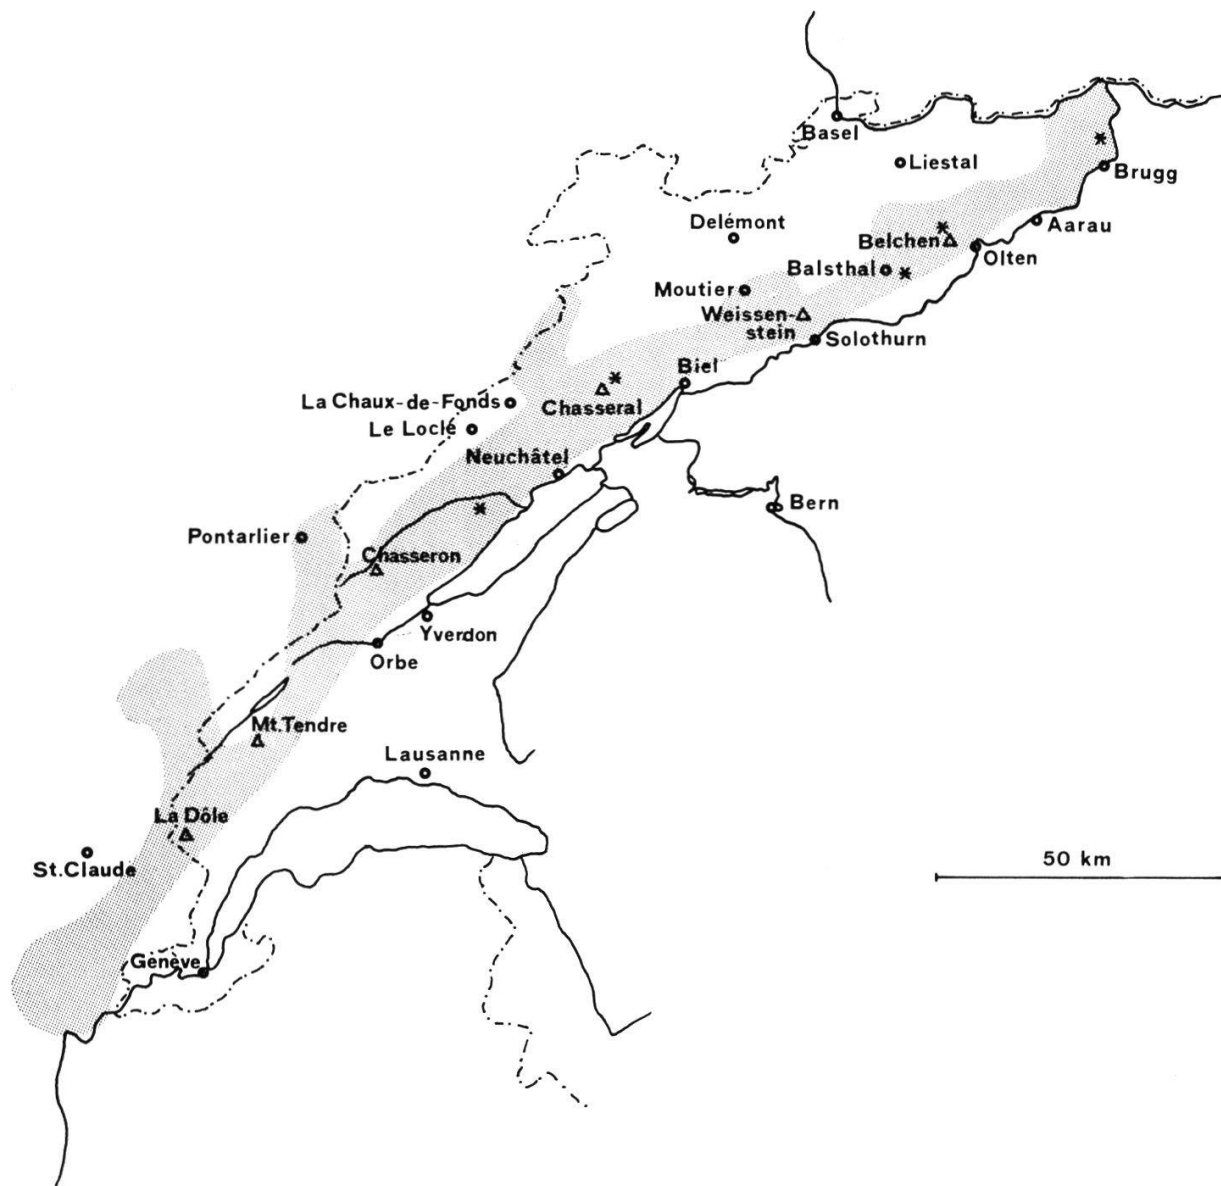 Basel
Liestal
Brugg
Delémont
Aarau
Belchen
Olten
Balsthal
Moutier
Weissen-
stein
Solothurn
Biel
La Chaux-de-Fonds
Chasseral
Le Locle
Neuchâtel
Bern
Pontarlier
Chasseron
Yverdon
Orbe
Mt.Tendre
Lausanne
La Dôle
50 km
St.Claude
Genève